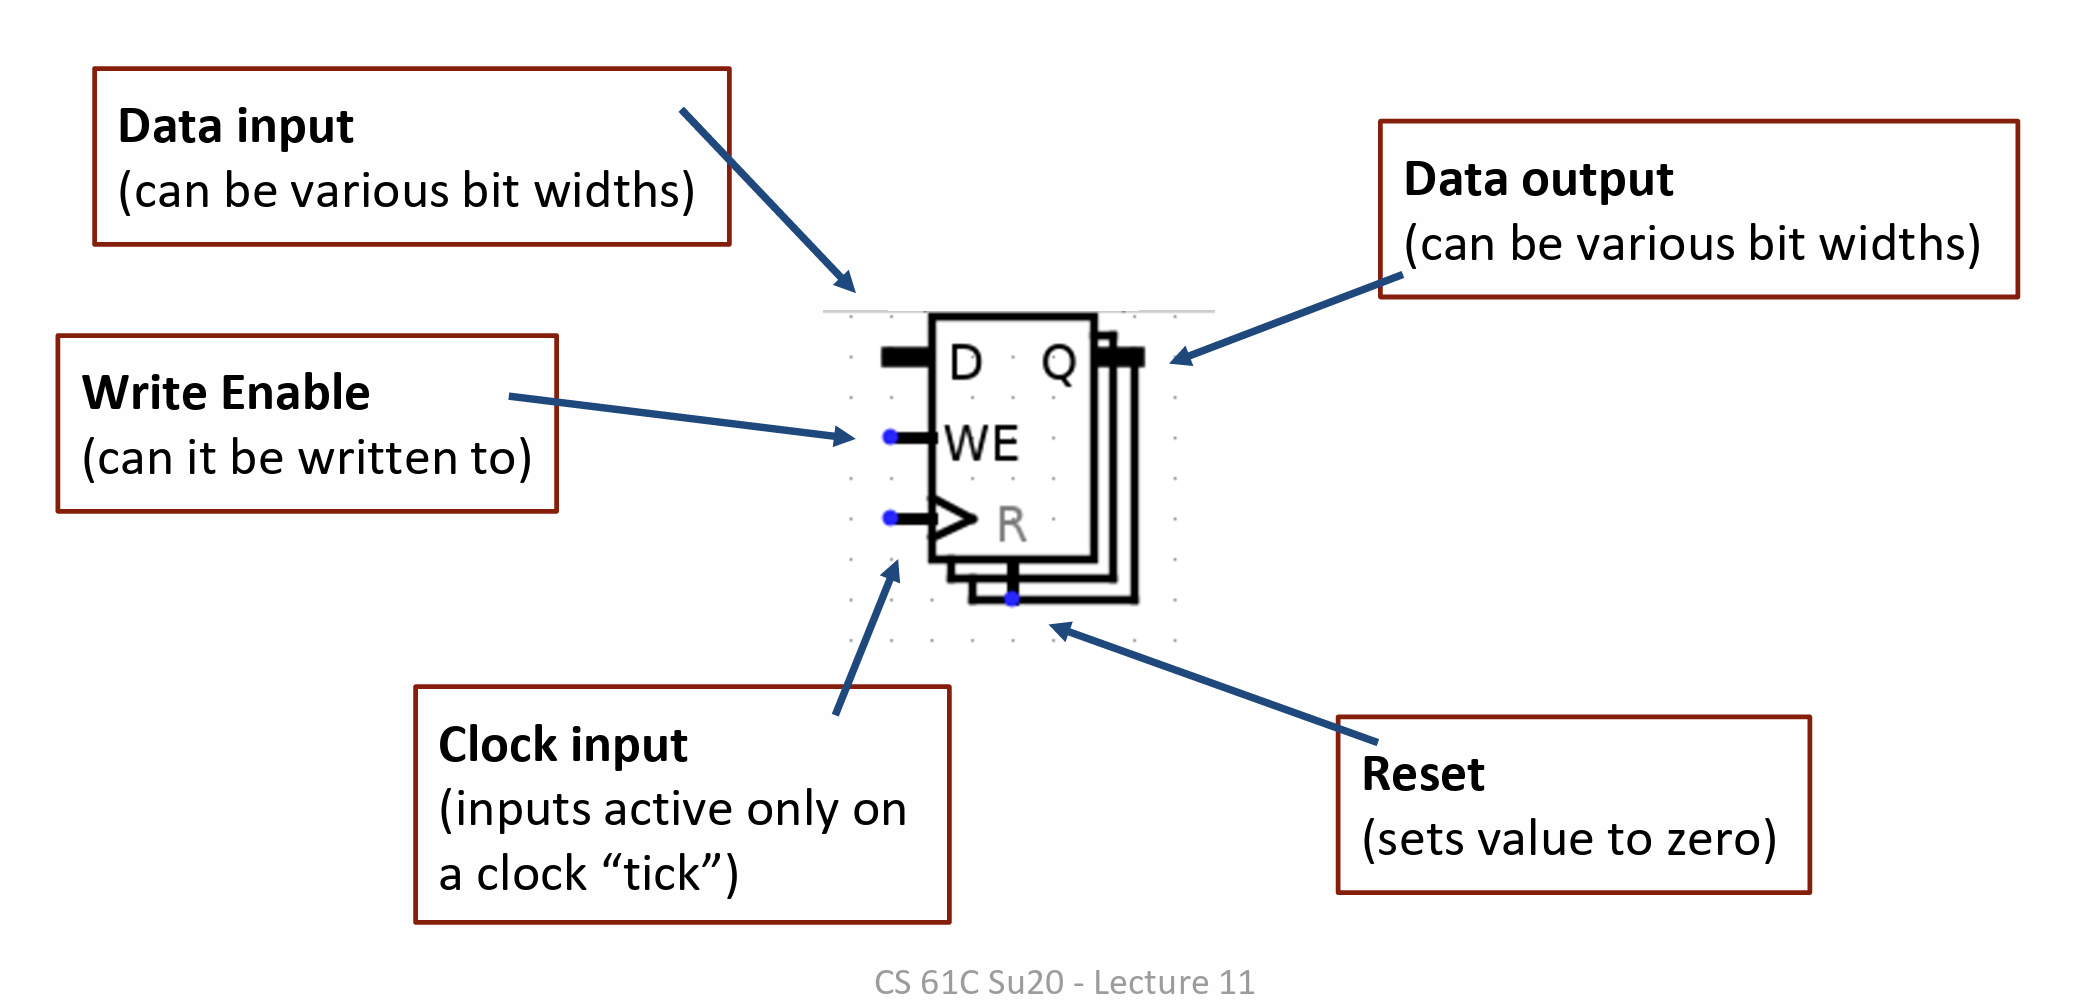 Data input
(can be various bit widths)
Data output
(can be various bit widths)
Write Enable
(can it be written to)
D Q
WE
R
Clock input
(inputs active only on
a clock “tick”)
Reset
(sets value to zero)
CS 61C Su20 - Lecture 11